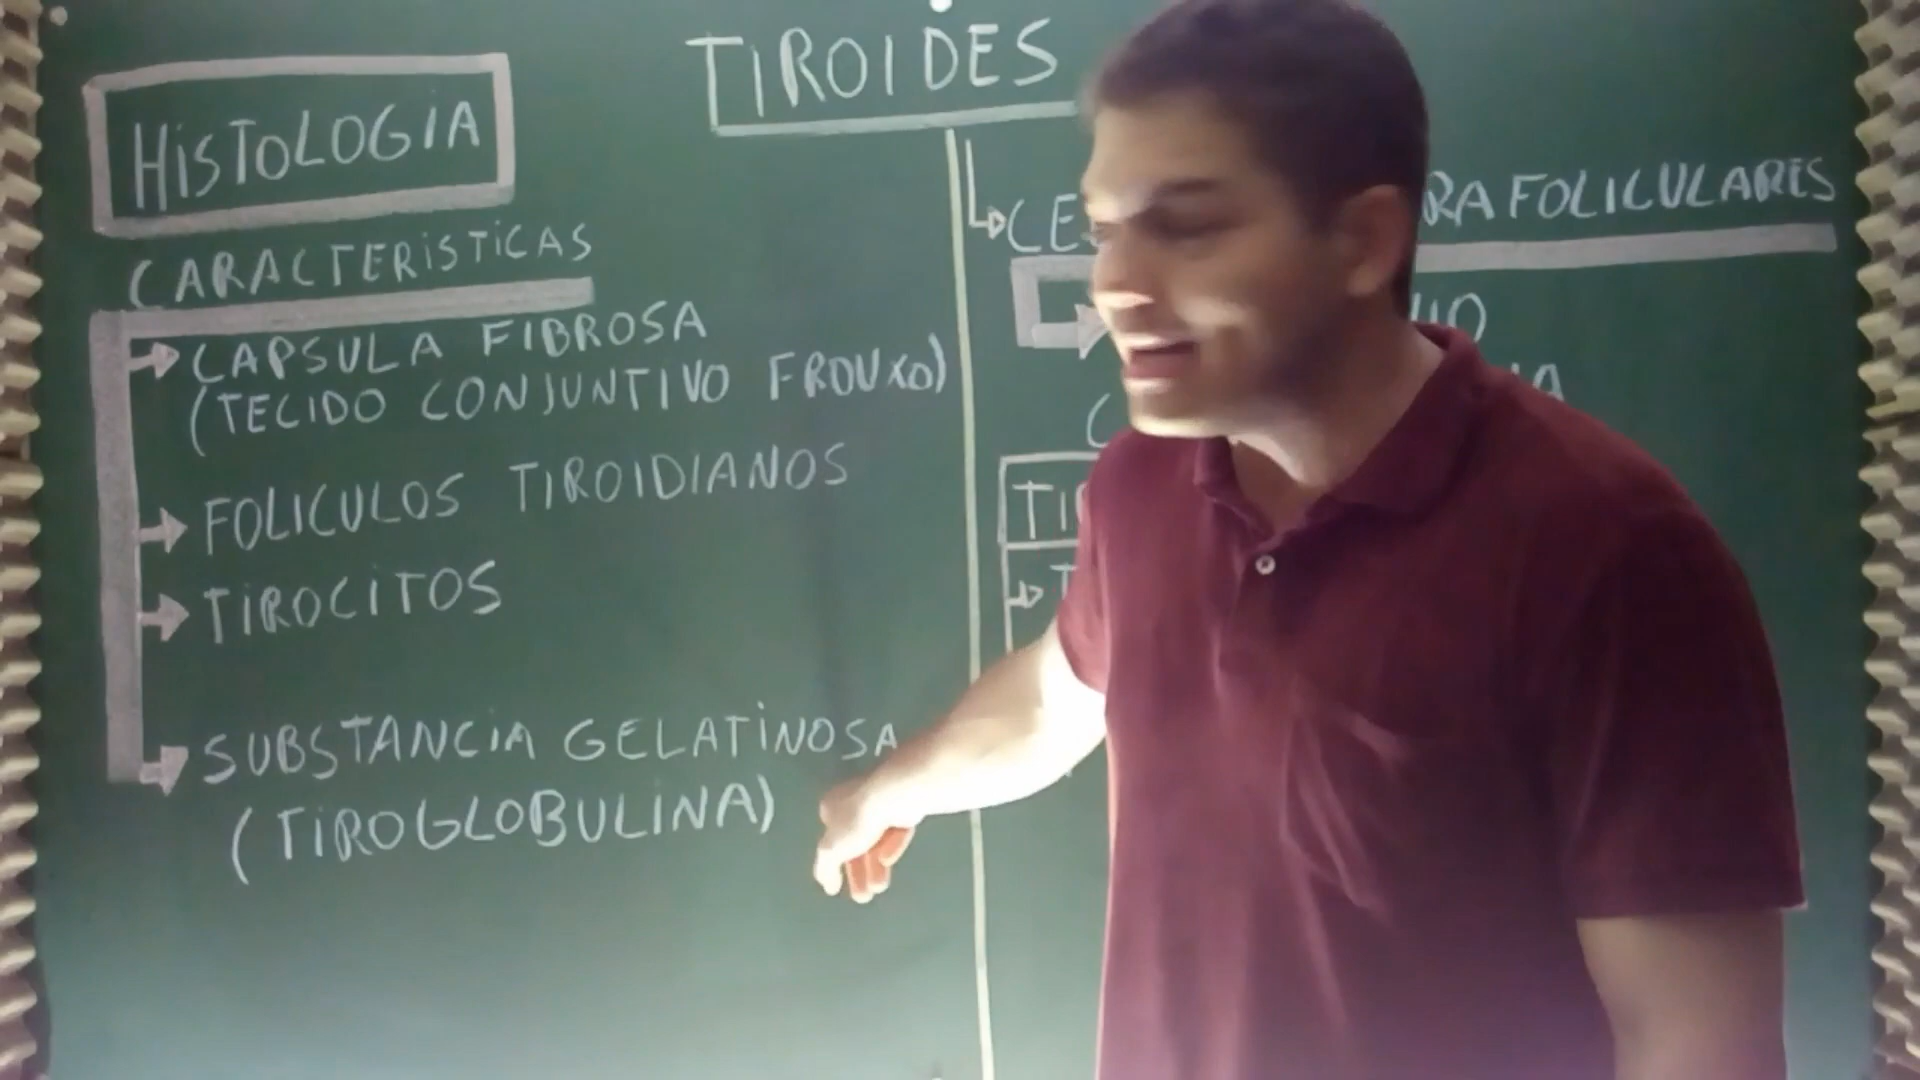 TIROIDES
HiSTOLOGiA
CARACTERiSTiCAS
CAPSULA FIBROSA
(TECIDO CONJUNTIVO FROUXO)
FOLICULOS TIROIDIANOS
TiROCiTOS
SUBSTANCiA GELATiNOSA
(TiROGLOBULiNA)
RAFOLICULARES